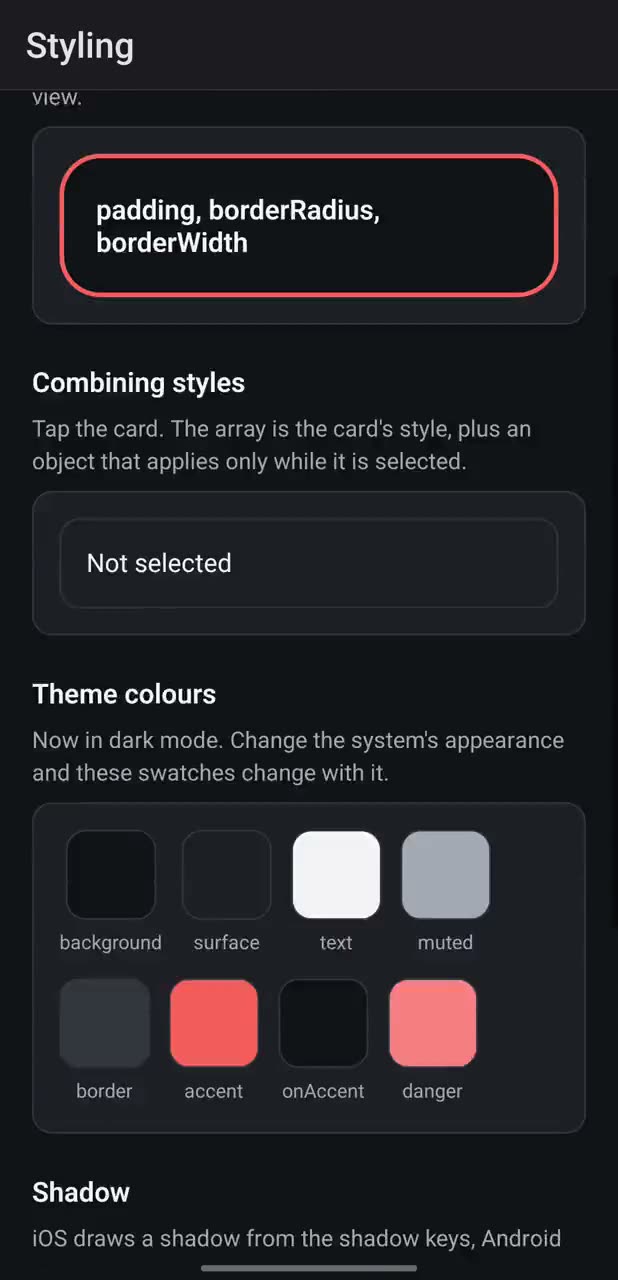 Styling
view.
padding, borderRadius,
borderWidth
Combining styles
Tap the card. The array is the card's style, plus an
object that applies only while it is selected.
Not selected
Theme colours
Now in dark mode. Change the system's appearance
and these swatches change with it.
background surface text muted
border accent onAccent danger
Shadow
iOS draws a shadow from the shadow keys, Android